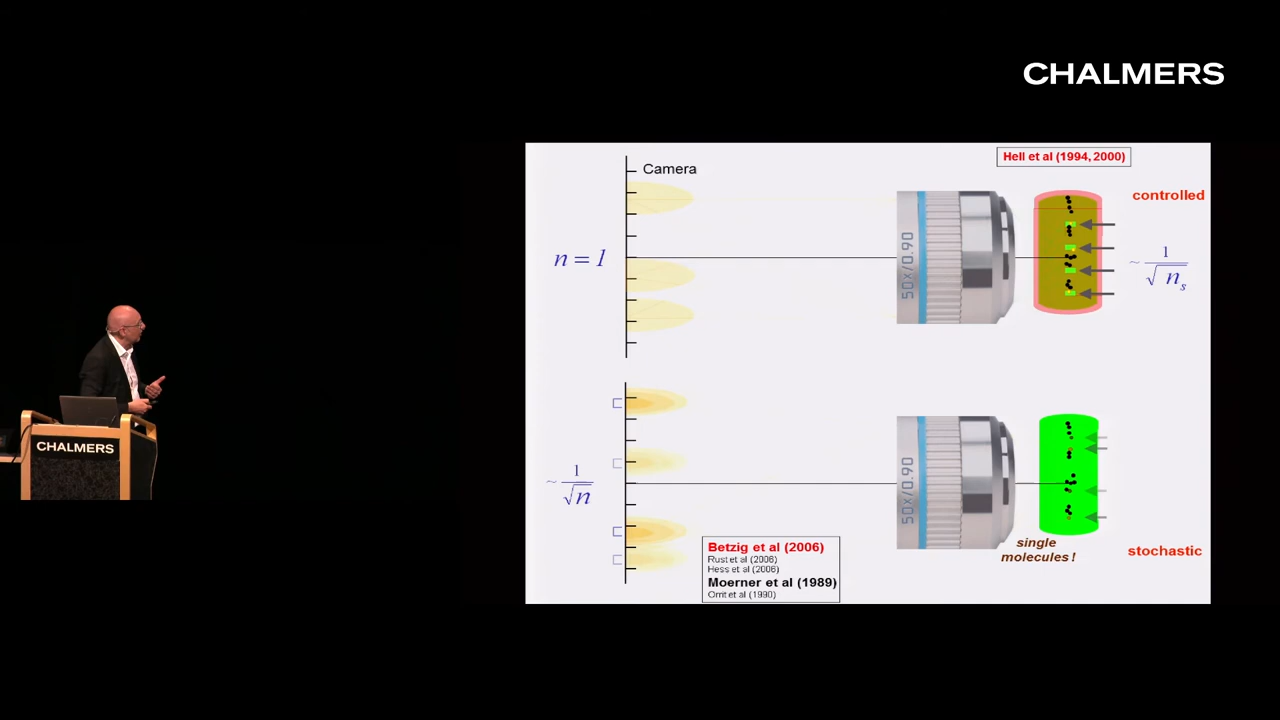 CHALMERS
Hell et al (1994, 2000)
Camera
controlled
n = 1
50x/0.90
~ 1/√n_s
~ 1/√n
50x/0.90
single
molecules !
stochastic
Betzig et al (2006)
Rust et al (2006)
Hess et al (2006)
Moerner et al (1989)
Orrit et al (1990)
CHALMERS